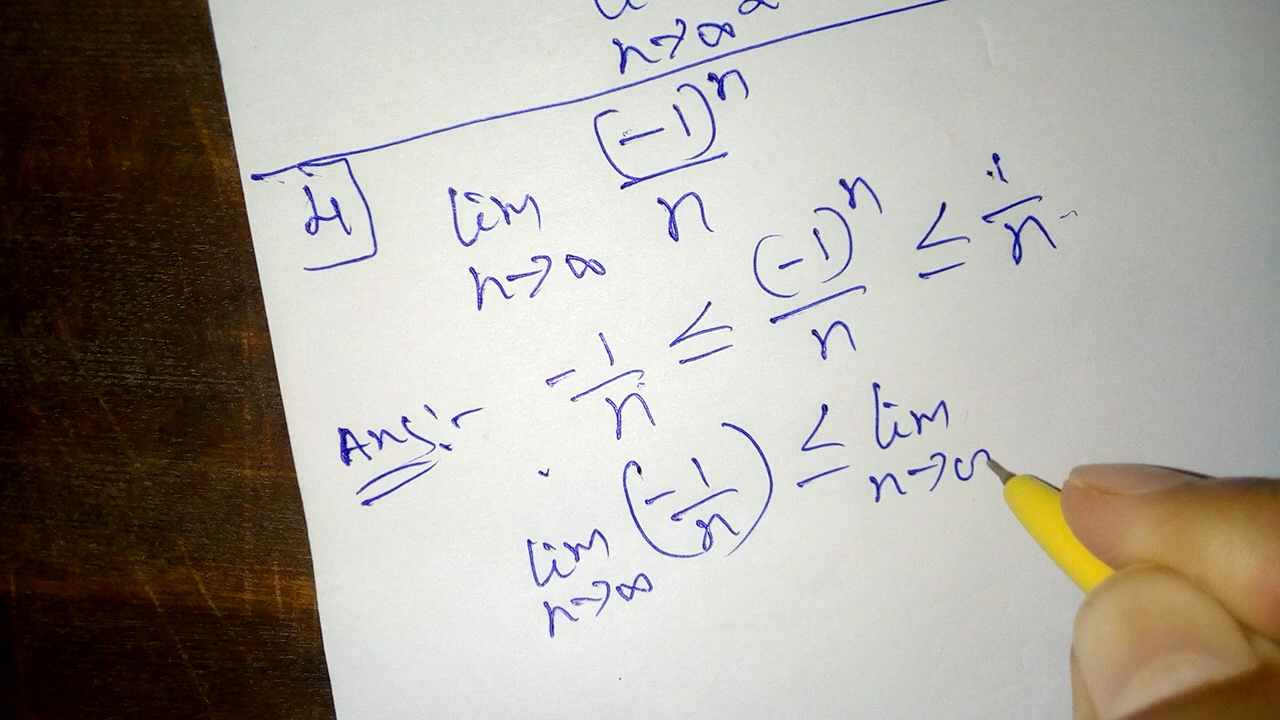 n→∞
4] lim n→∞ (-1)^n / n
Ans:- -1/n ≤ (-1)^n / n ≤ 1/n
lim n→∞ (-1/n) ≤ lim n→∞